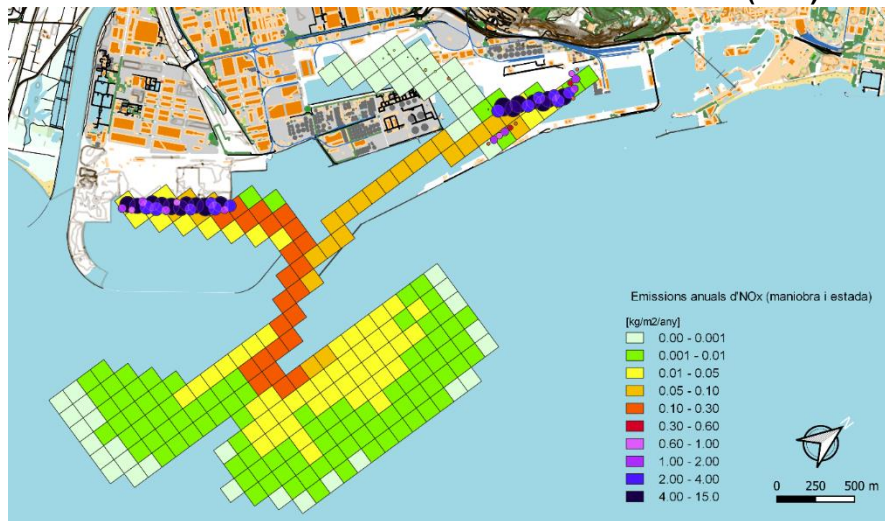 Emissions anuals d'NOx (maniobra i estada)
[kg/m2/any]
0.00 - 0.001
0.001 - 0.01
0.01 - 0.05
0.05 - 0.10
0.10 - 0.30
0.30 - 0.60
0.60 - 1.00
1.00 - 2.00
2.00 - 4.00
4.00 - 15.0
N
0 250 500 m